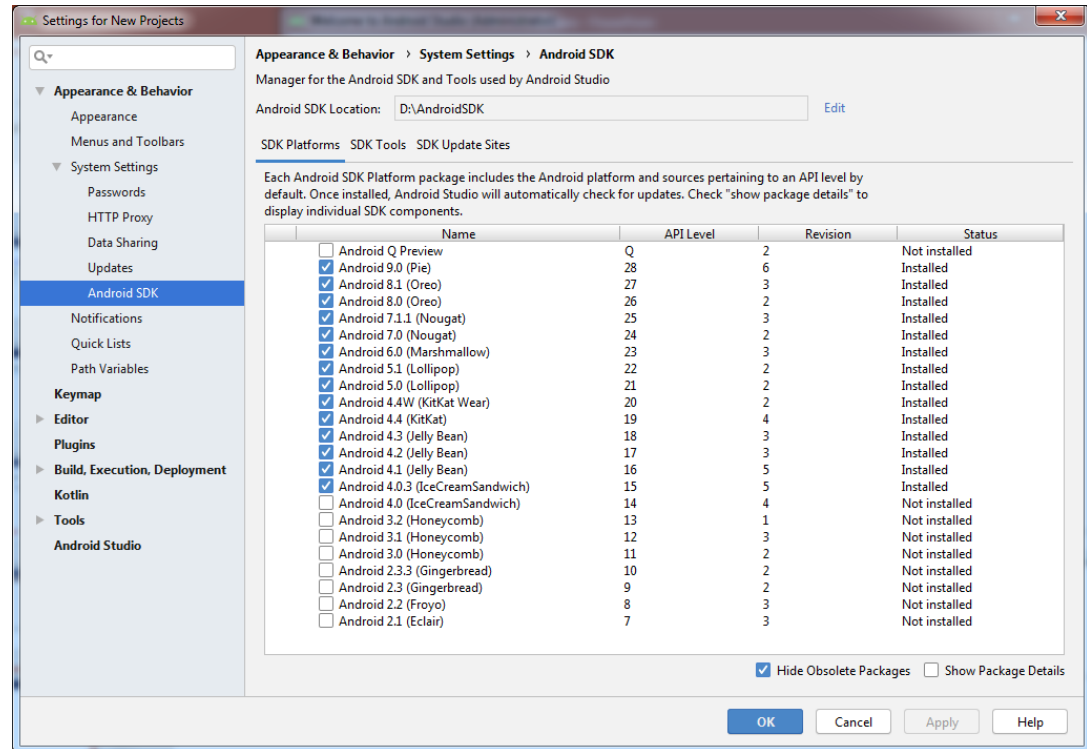 Settings for New Projects
Appearance & Behavior
Appearance
Menus and Toolbars
System Settings
Passwords
HTTP Proxy
Data Sharing
Updates
Android SDK
Notifications
Quick Lists
Path Variables
Keymap
Editor
Plugins
Build, Execution, Deployment
Kotlin
Tools
Android Studio
Appearance & Behavior › System Settings › Android SDK
Manager for the Android SDK and Tools used by Android Studio
Android SDK Location: D:\AndroidSDK Edit
SDK Platforms SDK Tools SDK Update Sites
Each Android SDK Platform package includes the Android platform and sources pertaining to an API level by
default. Once installed, Android Studio will automatically check for updates. Check "show package details" to
display individual SDK components.
Name API Level Revision Status
Android Q Preview Q 2 Not installed
Android 9.0 (Pie) 28 6 Installed
Android 8.1 (Oreo) 27 3 Installed
Android 8.0 (Oreo) 26 2 Installed
Android 7.1.1 (Nougat) 25 3 Installed
Android 7.0 (Nougat) 24 2 Installed
Android 6.0 (Marshmallow) 23 3 Installed
Android 5.1 (Lollipop) 22 2 Installed
Android 5.0 (Lollipop) 21 2 Installed
Android 4.4W (KitKat Wear) 20 2 Installed
Android 4.4 (KitKat) 19 4 Installed
Android 4.3 (Jelly Bean) 18 3 Installed
Android 4.2 (Jelly Bean) 17 3 Installed
Android 4.1 (Jelly Bean) 16 5 Installed
Android 4.0.3 (IceCreamSandwich) 15 5 Installed
Android 4.0 (IceCreamSandwich) 14 4 Not installed
Android 3.2 (Honeycomb) 13 1 Not installed
Android 3.1 (Honeycomb) 12 3 Not installed
Android 3.0 (Honeycomb) 11 2 Not installed
Android 2.3.3 (Gingerbread) 10 2 Not installed
Android 2.3 (Gingerbread) 9 2 Not installed
Android 2.2 (Froyo) 8 3 Not installed
Android 2.1 (Eclair) 7 3 Not installed
Hide Obsolete Packages Show Package Details
OK Cancel Apply Help